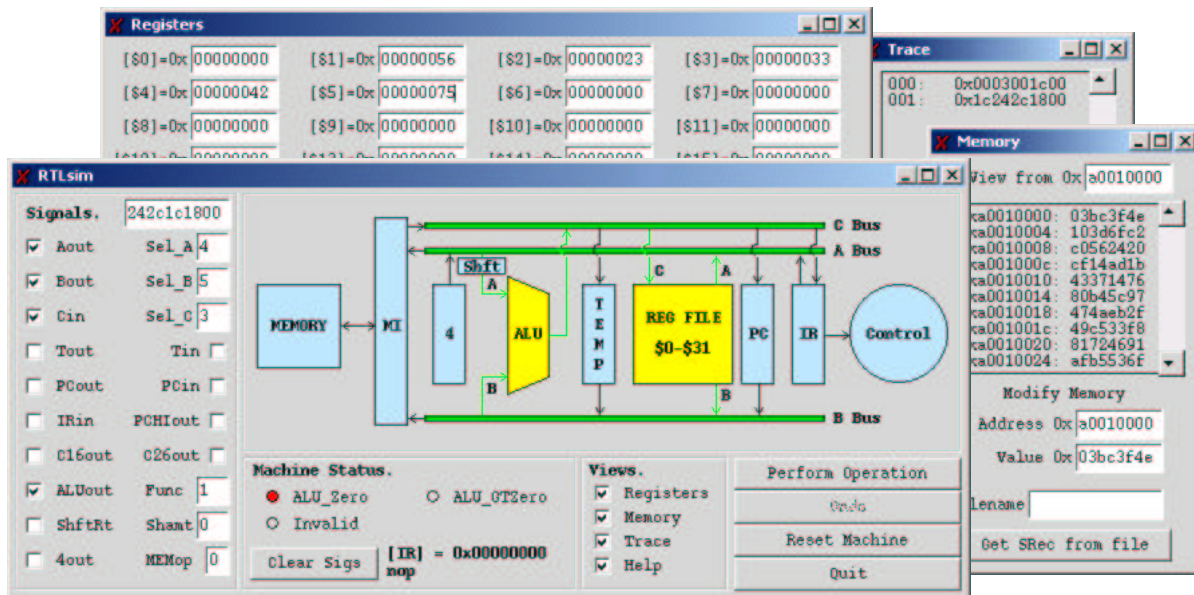 Registers
[$0]=0x 00000000 [$1]=0x 00000056 [$2]=0x 00000023 [$3]=0x 00000033
[$4]=0x 00000042 [$5]=0x 00000075 [$6]=0x 00000000 [$7]=0x 00000000
[$8]=0x 00000000 [$9]=0x 00000000 [$10]=0x 00000000 [$11]=0x 00000000
Trace
000: 0x0003001c00
001: 0x1c242c1800
Memory
View from 0x a0010000
xa0010000: 03bc3f4e
xa0010004: 103d6fc2
xa0010008: c0562420
xa001000c: cf14ad1b
xa0010010: 43371476
xa0010014: 80b45c97
xa0010018: 474aeb2f
xa001001c: 49c533f8
xa0010020: 81724691
xa0010024: afb5536f
Modify Memory
Address 0x a0010000
Value 0x 03bc3f4e
lename
Get SRec from file
RTLsim
Signals. 242c1c1800
Aout Sel_A 4
Bout Sel_B 5
Cin Sel_C 3
Tout Tin
PCout PCin
IRin PCHIout
C16out C26out
ALUout Func 1
ShftRt Shamt 0
4out MEMop 0
C Bus
A Bus
Shft
A
C
A
MEMORY
MI
4
ALU
TEMP
REG FILE
$0-$31
PC
IR
Control
B
B
B Bus
Machine Status.
ALU_Zero ALU_GTZero
Invalid
Clear Sigs
[IR] = 0x00000000
nop
Views.
Registers
Memory
Trace
Help
Perform Operation
Undo
Reset Machine
Quit